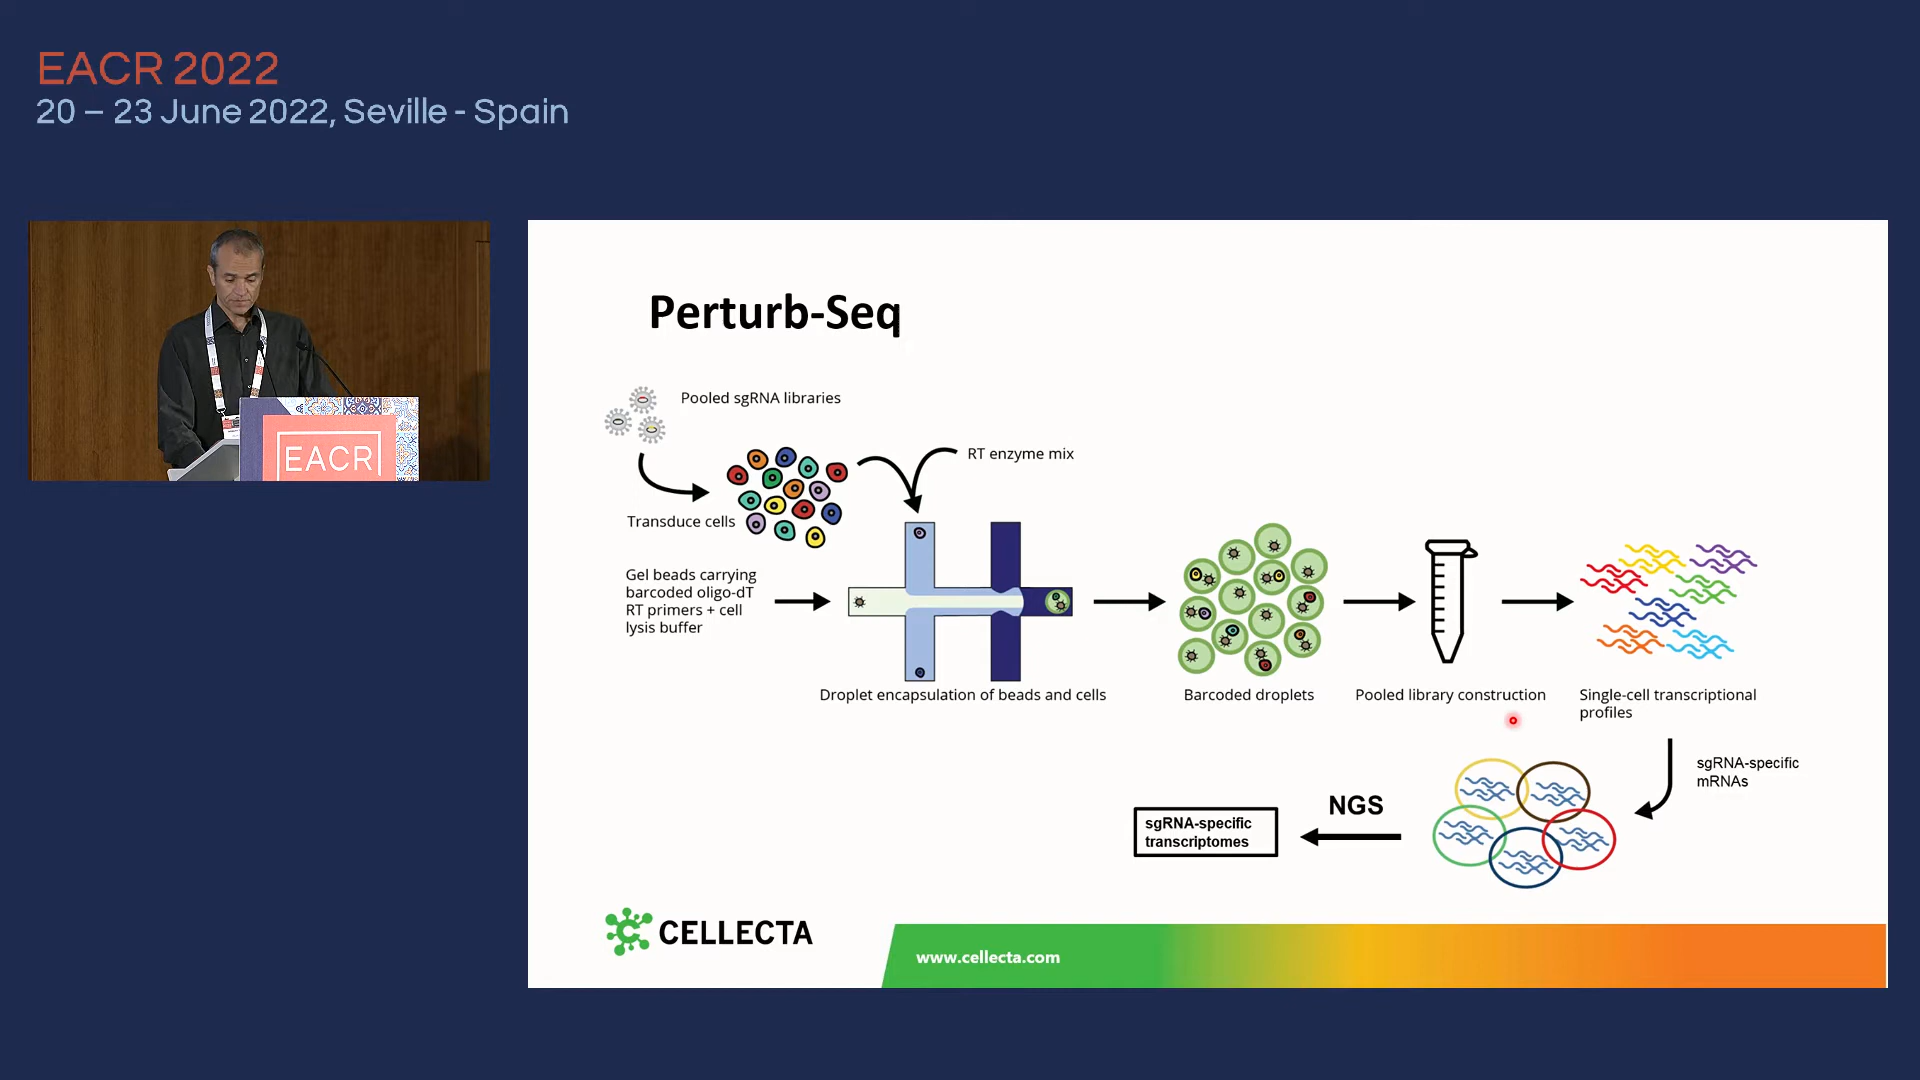 EACR 2022
20 – 23 June 2022, Seville - Spain
EACR
Perturb-Seq
Pooled sgRNA libraries
RT enzyme mix
Transduce cells
Gel beads carrying
barcoded oligo-dT
RT primers + cell
lysis buffer
Droplet encapsulation of beads and cells
Barcoded droplets
Pooled library construction
Single-cell transcriptional
profiles
sgRNA-specific
mRNAs
NGS
sgRNA-specific
transcriptomes
CELLECTA
www.cellecta.com